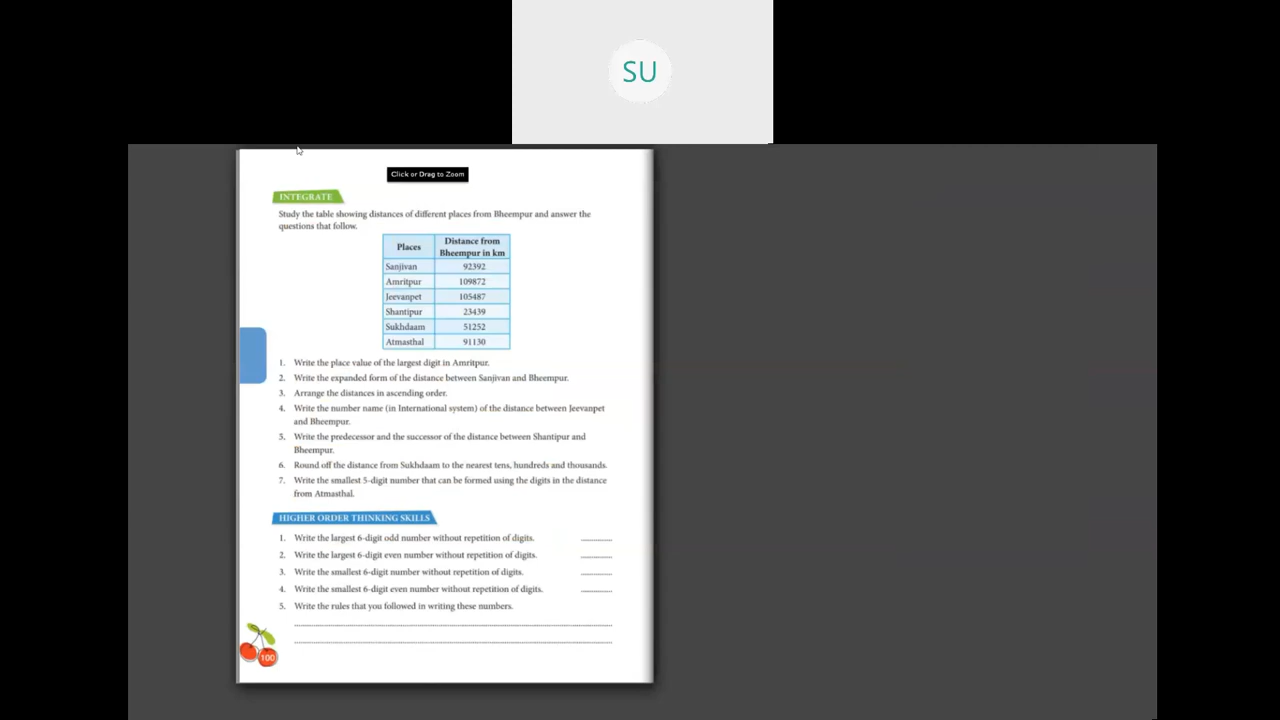 SU
Click or Drag to Zoom
INTEGRATE
Study the table showing distances of different places from Bheempur and answer the
questions that follow.
Places Distance from
Bheempur in km
Sanjivan 92392
Amritpur 109872
Jeevanpet 105487
Shantipur 23439
Sukhdaam 51252
Atmasthal 91130
1. Write the place value of the largest digit in Amritpur.
2. Write the expanded form of the distance between Sanjivan and Bheempur.
3. Arrange the distances in ascending order.
4. Write the number name (in International system) of the distance between Jeevanpet
and Bheempur.
5. Write the predecessor and the successor of the distance between Shantipur and
Bheempur.
6. Round off the distance from Sukhdaam to the nearest tens, hundreds and thousands.
7. Write the smallest 5-digit number that can be formed using the digits in the distance
from Atmasthal.
HIGHER ORDER THINKING SKILLS
1. Write the largest 6-digit odd number without repetition of digits. ...............
2. Write the largest 6-digit even number without repetition of digits. ...............
3. Write the smallest 6-digit number without repetition of digits. ...............
4. Write the smallest 6-digit even number without repetition of digits. ...............
5. Write the rules that you followed in writing these numbers.
100